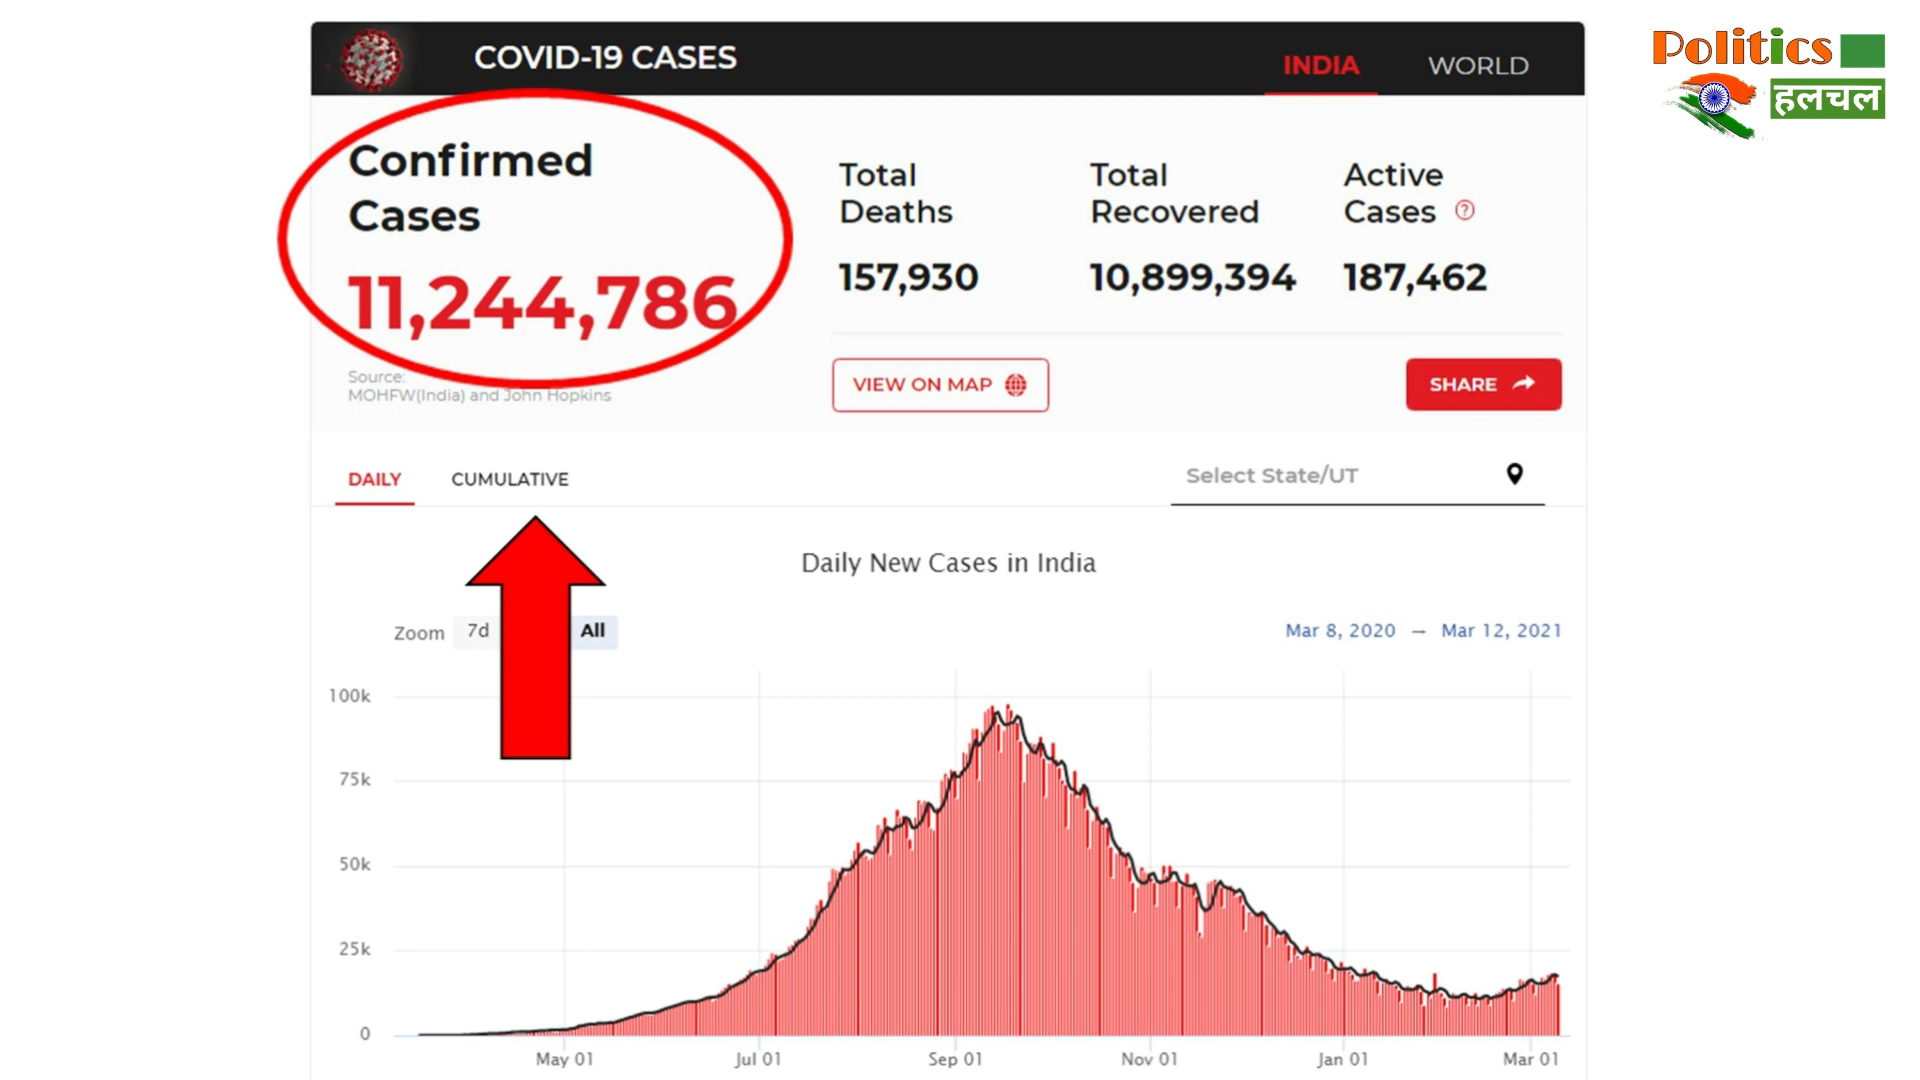 COVID-19 CASES
INDIA
WORLD
Politics
हलचल
Confirmed
Cases
11,244,786
Source:
MOHFW(India) and John Hopkins
Total
Deaths
157,930
Total
Recovered
10,899,394
Active
Cases ?
187,462
VIEW ON MAP
SHARE
DAILY
CUMULATIVE
Select State/UT
Daily New Cases in India
Zoom
7d
All
Mar 8, 2020 → Mar 12, 2021
100k
75k
50k
25k
0
May 01
Jul 01
Sep 01
Nov 01
Jan 01
Mar 01